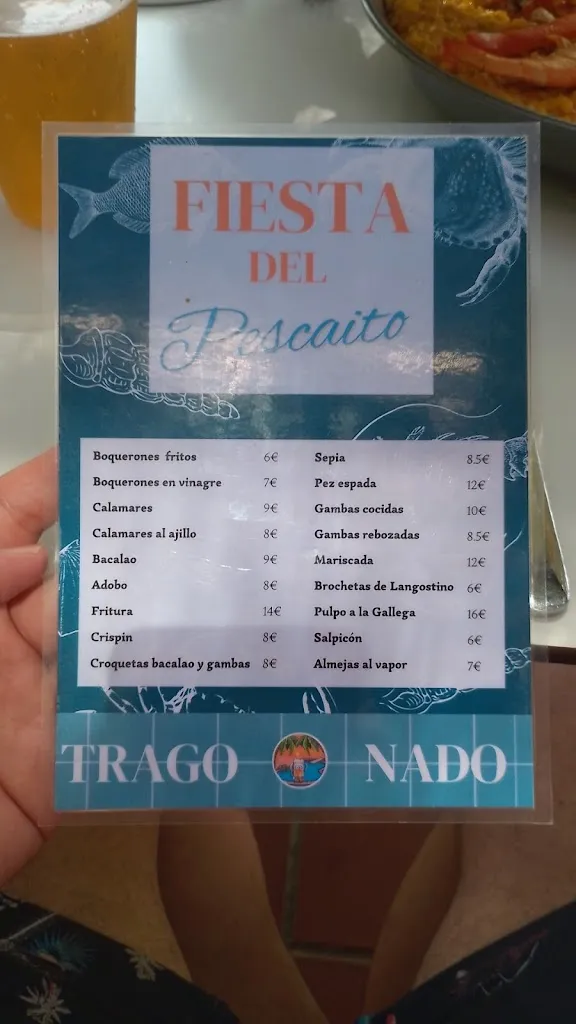 FIESTA
DEL
Pescaito
Boquerones fritos 6€
Boquerones en vinagre 7€
Calamares 9€
Calamares al ajillo 8€
Bacalao 9€
Adobo 8€
Fritura 14€
Crispin 8€
Croquetas bacalao y gambas 8€
Sepia 8.5€
Pez espada 12€
Gambas cocidas 10€
Gambas rebozadas 8.5€
Mariscada 12€
Brochetas de Langostino 6€
Pulpo a la Gallega 16€
Salpicón 6€
Almejas al vapor 7€
TRAGO NADO